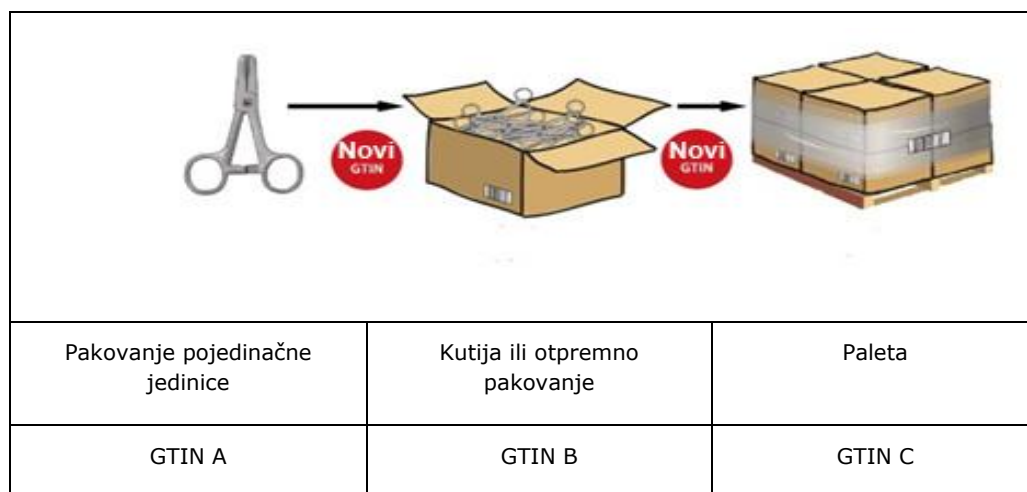 Novi
GTIN
Novi
GTIN
Pakovanje pojedinačne
jedinice
Kutija ili otpremno
pakovanje
Paleta
GTIN A
GTIN B
GTIN C